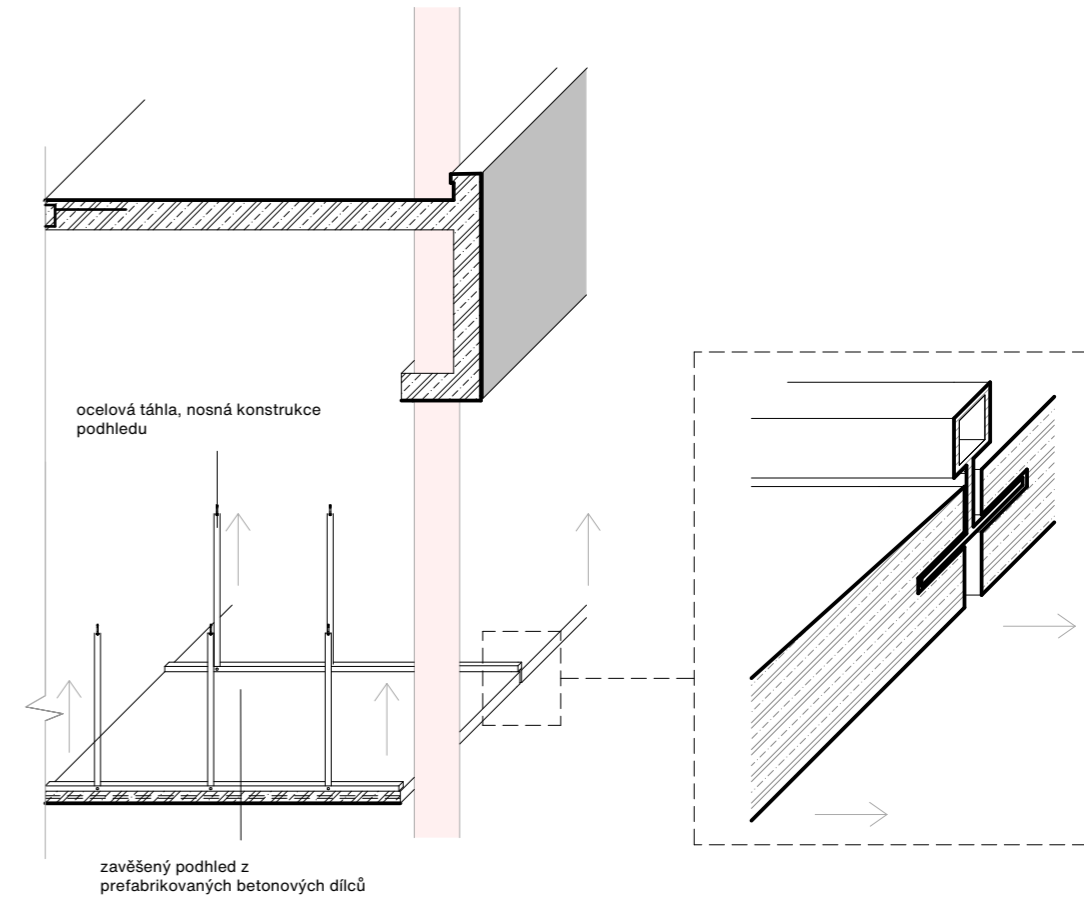 ocelová táhla, nosná konstrukce
podhledu
zavěšený podhled z
prefabrikovaných betonových dílců